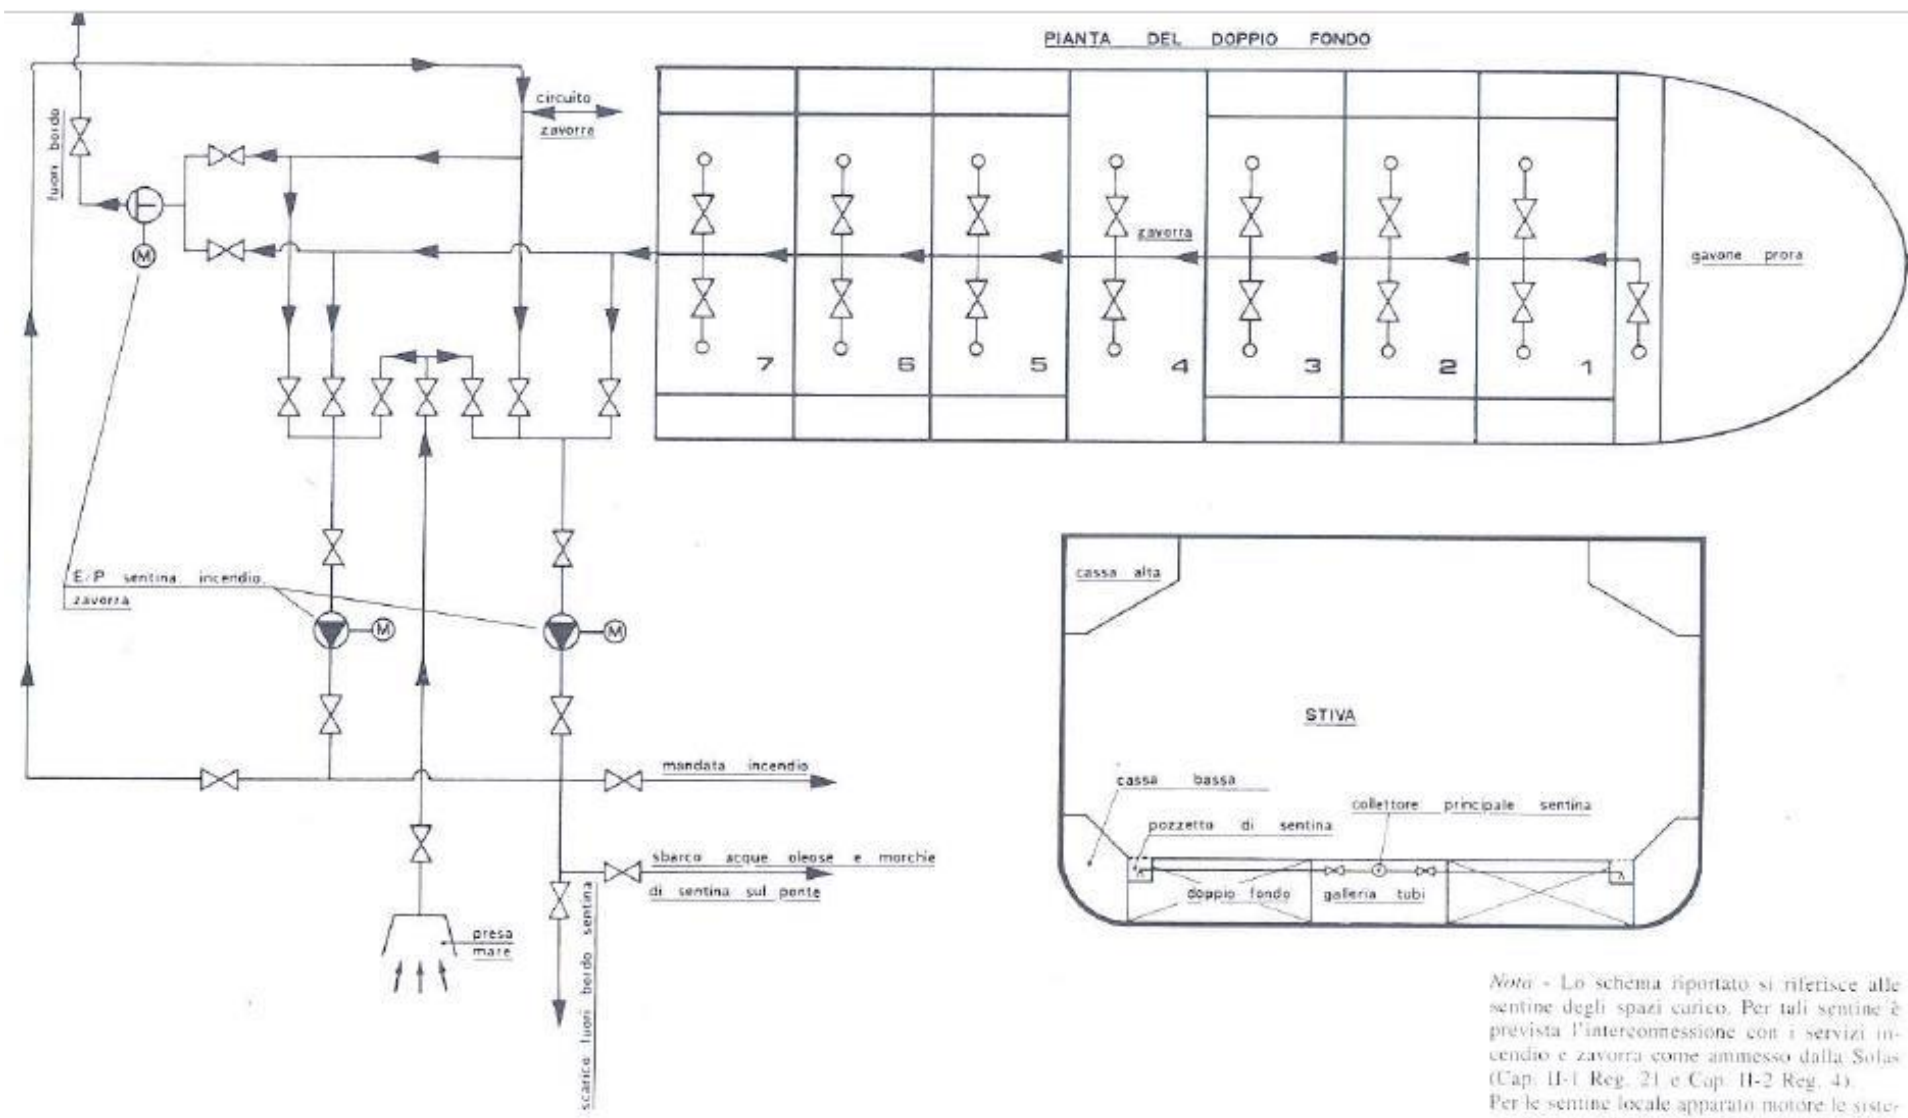 PIANTA DEL DOPPIO FONDO
fuori bordo
circuito
zavorra
M
zavorra
gavone prora
7
6
5
4
3
2
1
E/P sentina incendio
zavorra
M
M
mandata incendio
sbarco acque oleose e morchie
di sentina sul ponte
presa
mare
scarico fuori bordo sentina
cassa alta
STIVA
cassa bassa
collettore principale sentina
pozzetto di sentina
doppio fondo
galleria tubi
Nota - Lo schema riportato si riferisce alle
sentine degli spazi carico. Per tali sentine è
prevista l'interconnessione con i servizi in-
cendio e zavorra come ammesso dalla Solas
(Cap. II-1 Reg. 21 e Cap. II-2 Reg. 4).
Per le sentine locale apparato motore le siste-